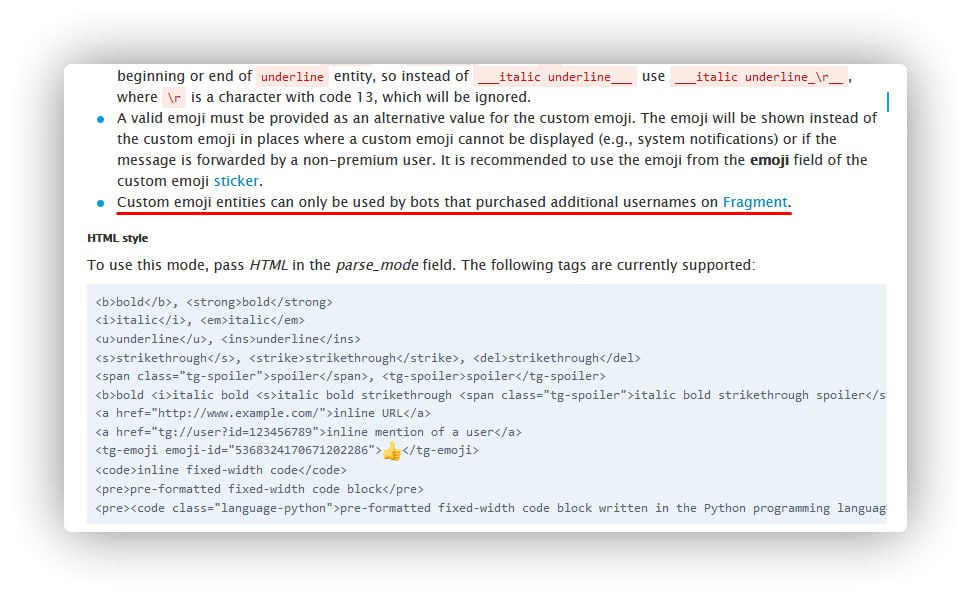 beginning or end of underline entity, so instead of ___italic underline___ use ___italic underline_\r__,
where \r is a character with code 13, which will be ignored.
A valid emoji must be provided as an alternative value for the custom emoji. The emoji will be shown instead of
the custom emoji in places where a custom emoji cannot be displayed (e.g., system notifications) or if the
message is forwarded by a non-premium user. It is recommended to use the emoji from the emoji field of the
custom emoji sticker.
Custom emoji entities can only be used by bots that purchased additional usernames on Fragment.
HTML style
To use this mode, pass HTML in the parse_mode field. The following tags are currently supported:
<b>bold</b>, <strong>bold</strong>
<i>italic</i>, <em>italic</em>
<u>underline</u>, <ins>underline</ins>
<s>strikethrough</s>, <strike>strikethrough</strike>, <del>strikethrough</del>
<span class="tg-spoiler">spoiler</span>, <tg-spoiler>spoiler</tg-spoiler>
<b>bold <i>italic bold <s>italic bold strikethrough <span class="tg-spoiler">italic bold strikethrough spoiler</s
<a href="http://www.example.com/">inline URL</a>
<a href="tg://user?id=123456789">inline mention of a user</a>
<tg-emoji emoji-id="5368324170671202286">👍</tg-emoji>
<code>inline fixed-width code</code>
<pre>pre-formatted fixed-width code block</pre>
<pre><code class="language-python">pre-formatted fixed-width code block written in the Python programming languag